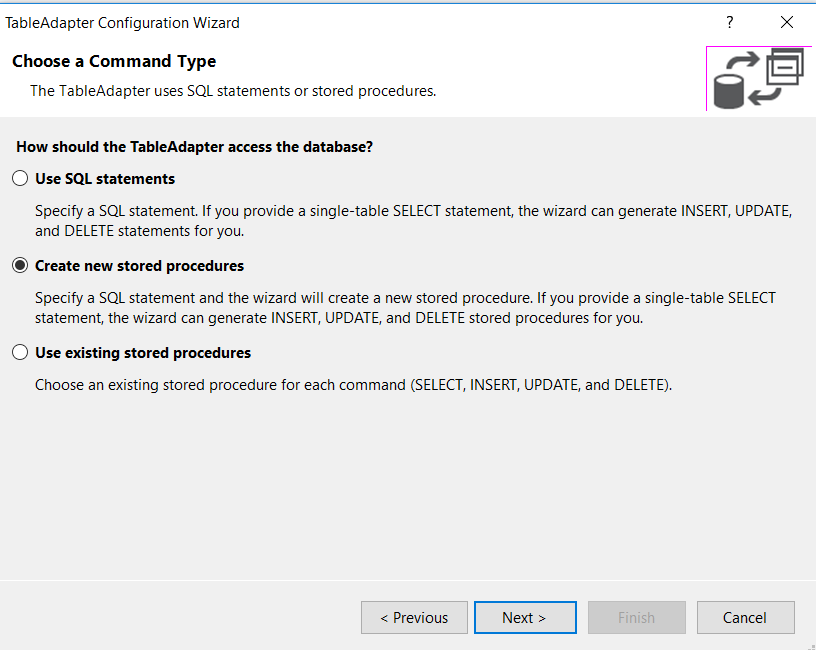 TableAdapter Configuration Wizard
?
Choose a Command Type
The TableAdapter uses SQL statements or stored procedures.
How should the TableAdapter access the database?
Use SQL statements
Specify a SQL statement. If you provide a single-table SELECT statement, the wizard can generate INSERT, UPDATE,
and DELETE statements for you.
Create new stored procedures
Specify a SQL statement and the wizard will create a new stored procedure. If you provide a single-table SELECT
statement, the wizard can generate INSERT, UPDATE, and DELETE stored procedures for you.
Use existing stored procedures
Choose an existing stored procedure for each command (SELECT, INSERT, UPDATE, and DELETE).
< Previous Next > Finish Cancel